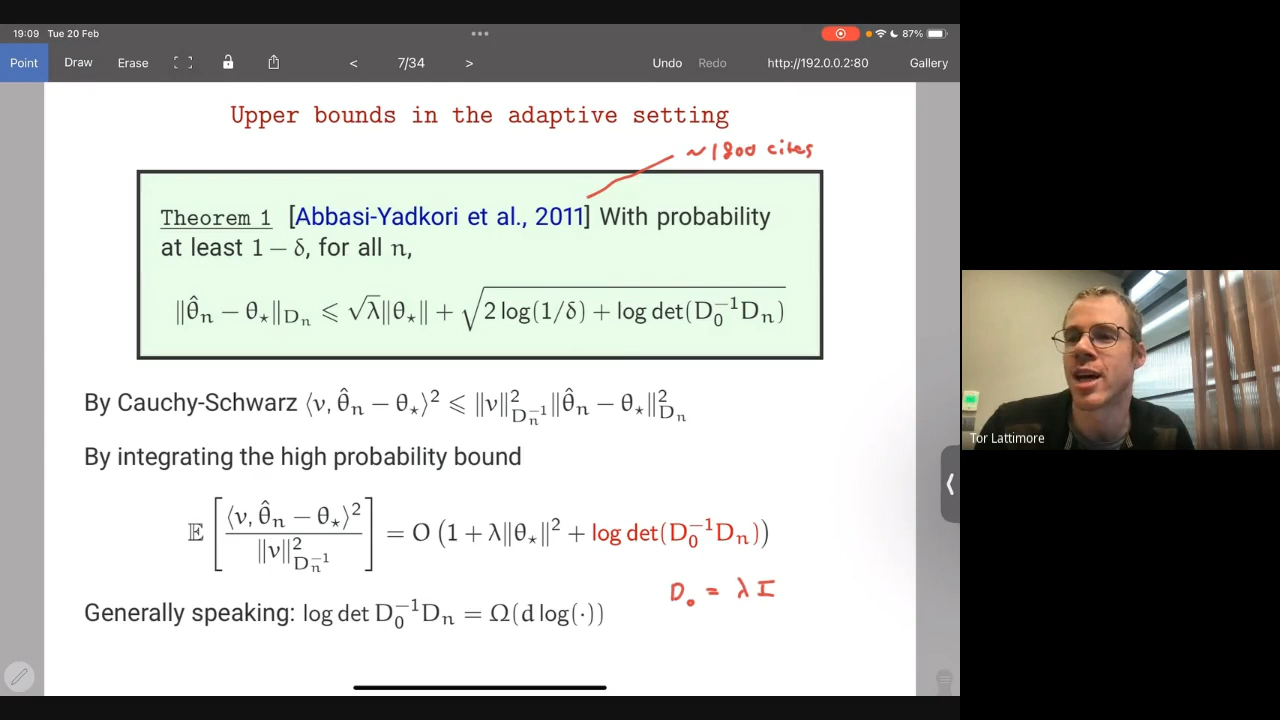 19:09 Tue 20 Feb
87%
Point Draw Erase < 7/34 > Undo Redo http://192.0.0.2:80 Gallery
Upper bounds in the adaptive setting
~1800 cites
Theorem 1 [Abbasi-Yadkori et al., 2011] With probability
at least 1 − δ, for all n,
‖θ̂ₙ − θ⋆‖_{Dₙ} ⩽ √λ‖θ⋆‖ + √(2 log(1/δ) + log det(D₀⁻¹Dₙ))
By Cauchy-Schwarz ⟨v, θ̂ₙ − θ⋆⟩² ⩽ ‖v‖²_{Dₙ⁻¹}‖θ̂ₙ − θ⋆‖²_{Dₙ}
By integrating the high probability bound
𝔼[⟨v, θ̂ₙ − θ⋆⟩² / ‖v‖²_{Dₙ⁻¹}] = O(1 + λ‖θ⋆‖² + log det(D₀⁻¹Dₙ))
D₀ = λI
Generally speaking: log det D₀⁻¹Dₙ = Ω(d log(·))
Tor Lattimore